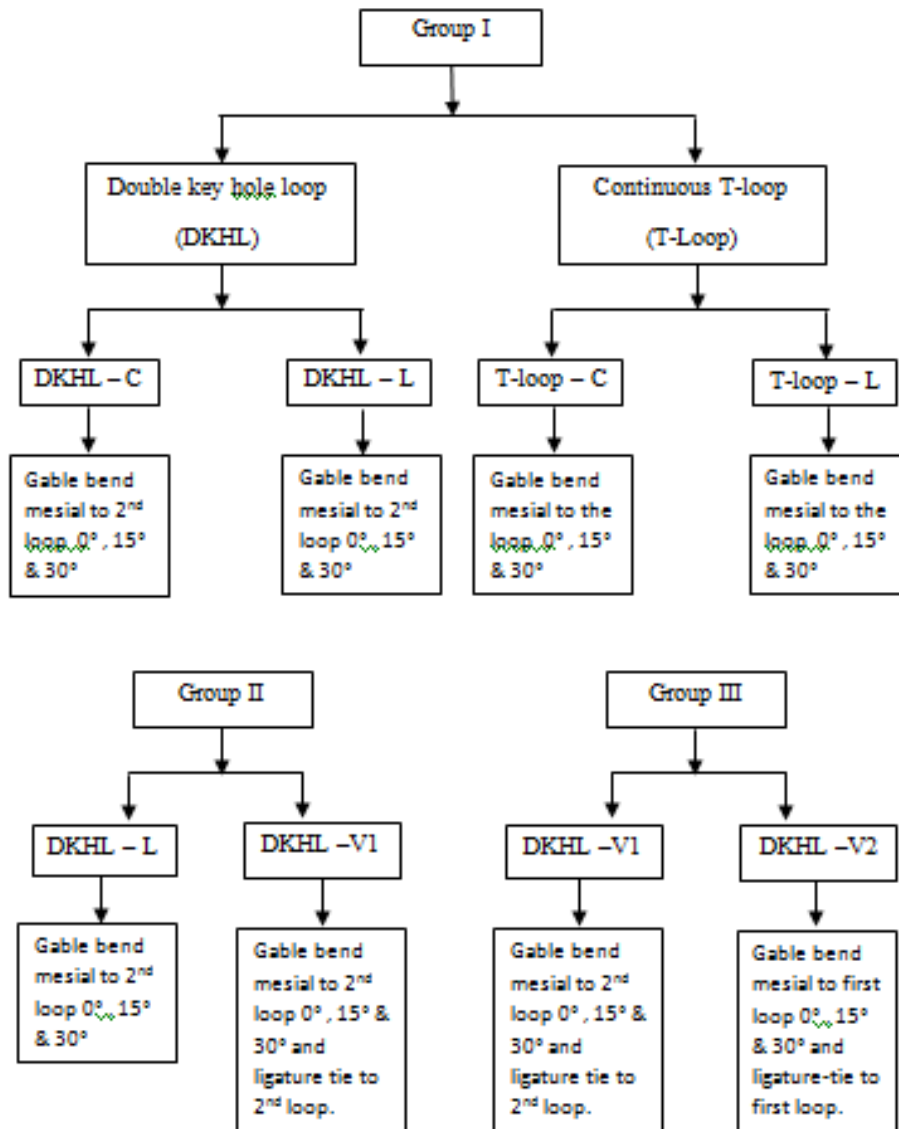 Group I
Double key hole loop
(DKHL)
Continuous T-loop
(T-Loop)
DKHL – C
DKHL – L
T-loop – C
T-loop – L
Gable bend
mesial to 2nd
loop 0° , 15°
& 30°
Gable bend
mesial to 2nd
loop 0° , 15°
& 30°
Gable bend
mesial to the
loop 0° , 15°
& 30°
Gable bend
mesial to the
loop 0° , 15°
& 30°
Group II
Group III
DKHL – L
DKHL –V1
DKHL –V1
DKHL –V2
Gable bend
mesial to 2nd
loop 0° , 15°
& 30°
Gable bend
mesial to 2nd
loop 0° , 15° &
30° and
ligature tie to
2nd loop.
Gable bend
mesial to 2nd
loop 0° , 15° &
30° and
ligature tie to
2nd loop.
Gable bend
mesial to first
loop 0° , 15°
& 30° and
ligature-tie to
first loop.